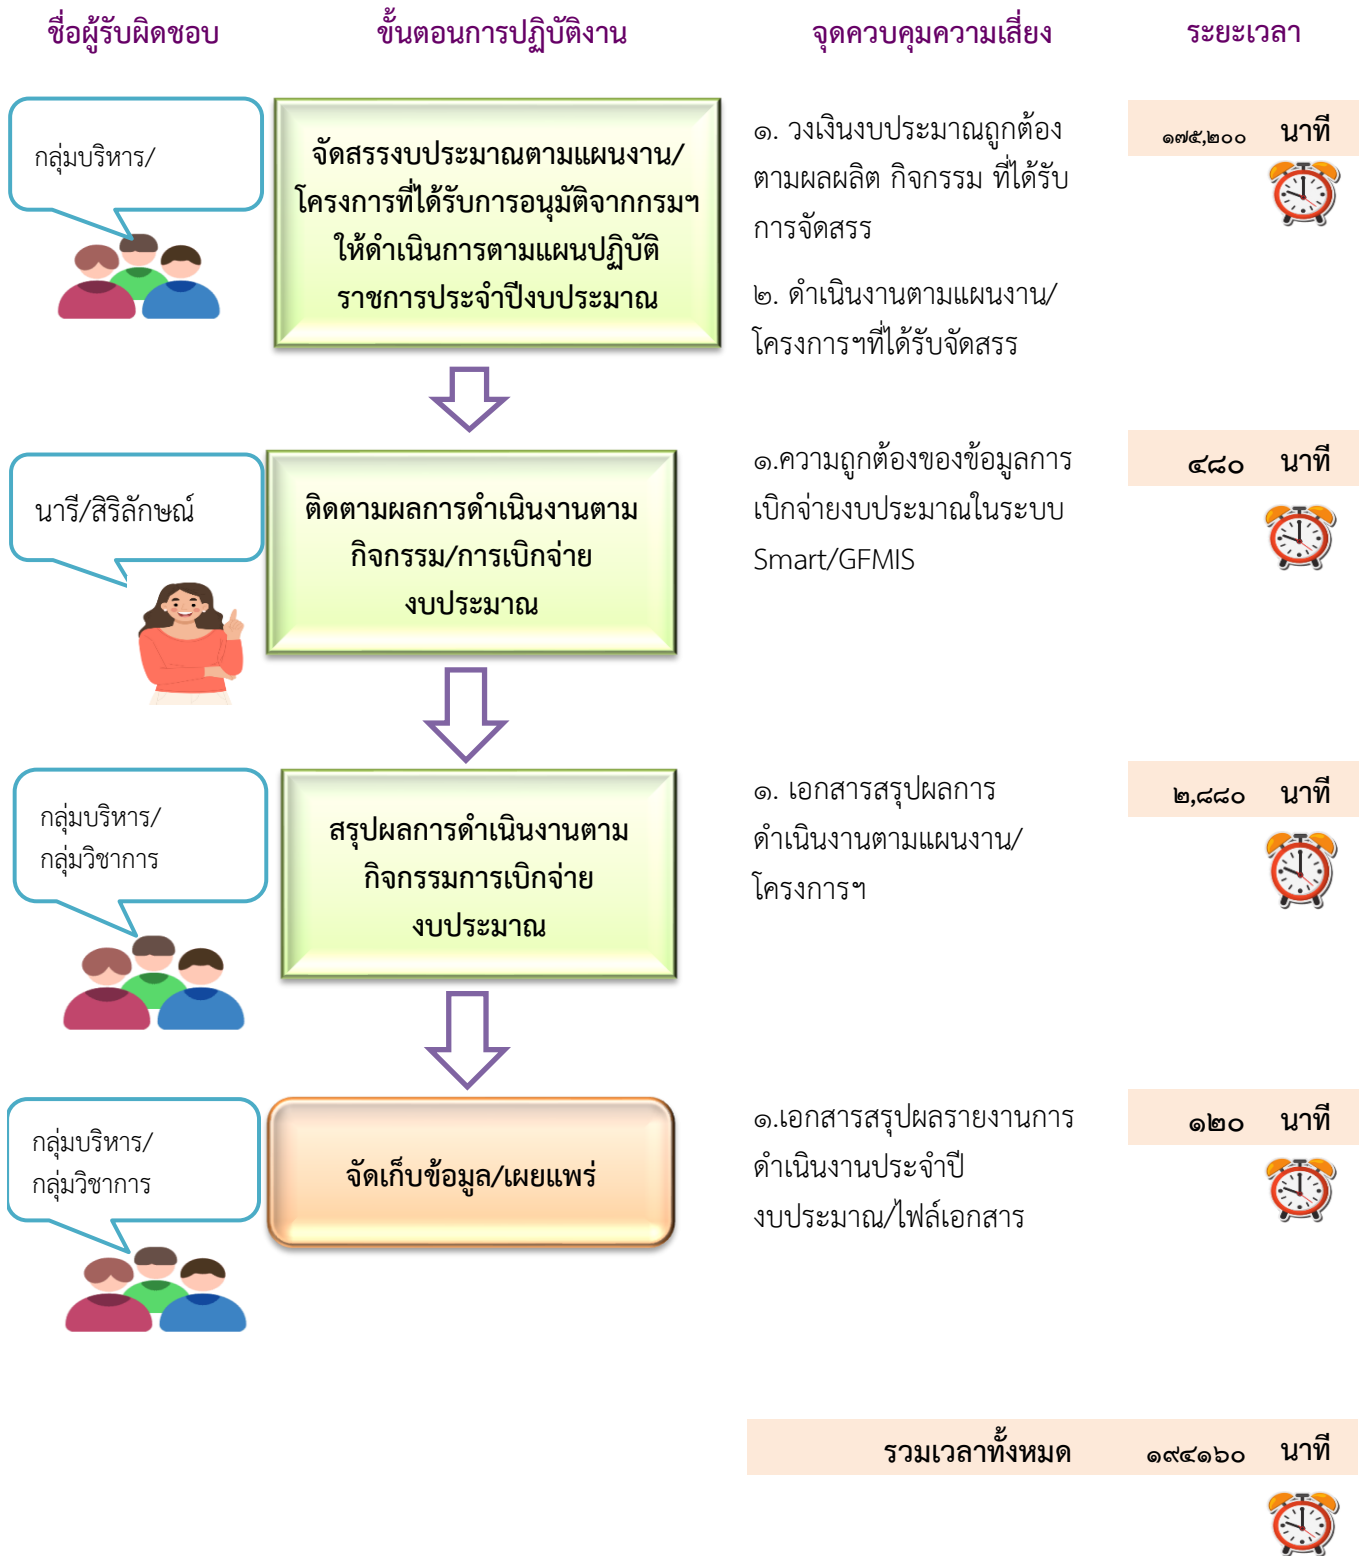 ชื่อผู้รับผิดชอบ
ขั้นตอนการปฏิบัติงาน
จุดควบคุมความเสี่ยง
ระยะเวลา
กลุ่มบริหาร/
จัดสรรงบประมาณตามแผนงาน/
โครงการที่ได้รับการอนุมัติจากกรมฯ
ให้ดำเนินการตามแผนปฏิบัติ
ราชการประจำปีงบประมาณ
๑. วงเงินงบประมาณถูกต้อง
ตามผลผลิต กิจกรรม ที่ได้รับ
การจัดสรร
๒. ดำเนินงานตามแผนงาน/
โครงการฯที่ได้รับจัดสรร
๑๗๕,๒๐๐ นาที
นารี/สิริลักษณ์
ติดตามผลการดำเนินงานตาม
กิจกรรม/การเบิกจ่าย
งบประมาณ
๑.ความถูกต้องของข้อมูลการ
เบิกจ่ายงบประมาณในระบบ
Smart/GFMIS
๔๘๐ นาที
กลุ่มบริหาร/
กลุ่มวิชาการ
สรุปผลการดำเนินงานตาม
กิจกรรมการเบิกจ่าย
งบประมาณ
๑. เอกสารสรุปผลการ
ดำเนินงานตามแผนงาน/
โครงการฯ
๒,๘๘๐ นาที
กลุ่มบริหาร/
กลุ่มวิชาการ
จัดเก็บข้อมูล/เผยแพร่
๑.เอกสารสรุปผลรายงานการ
ดำเนินงานประจำปี
งบประมาณ/ไฟล์เอกสาร
๑๒๐ นาที
รวมเวลาทั้งหมด ๑๙๔๑๖๐ นาที